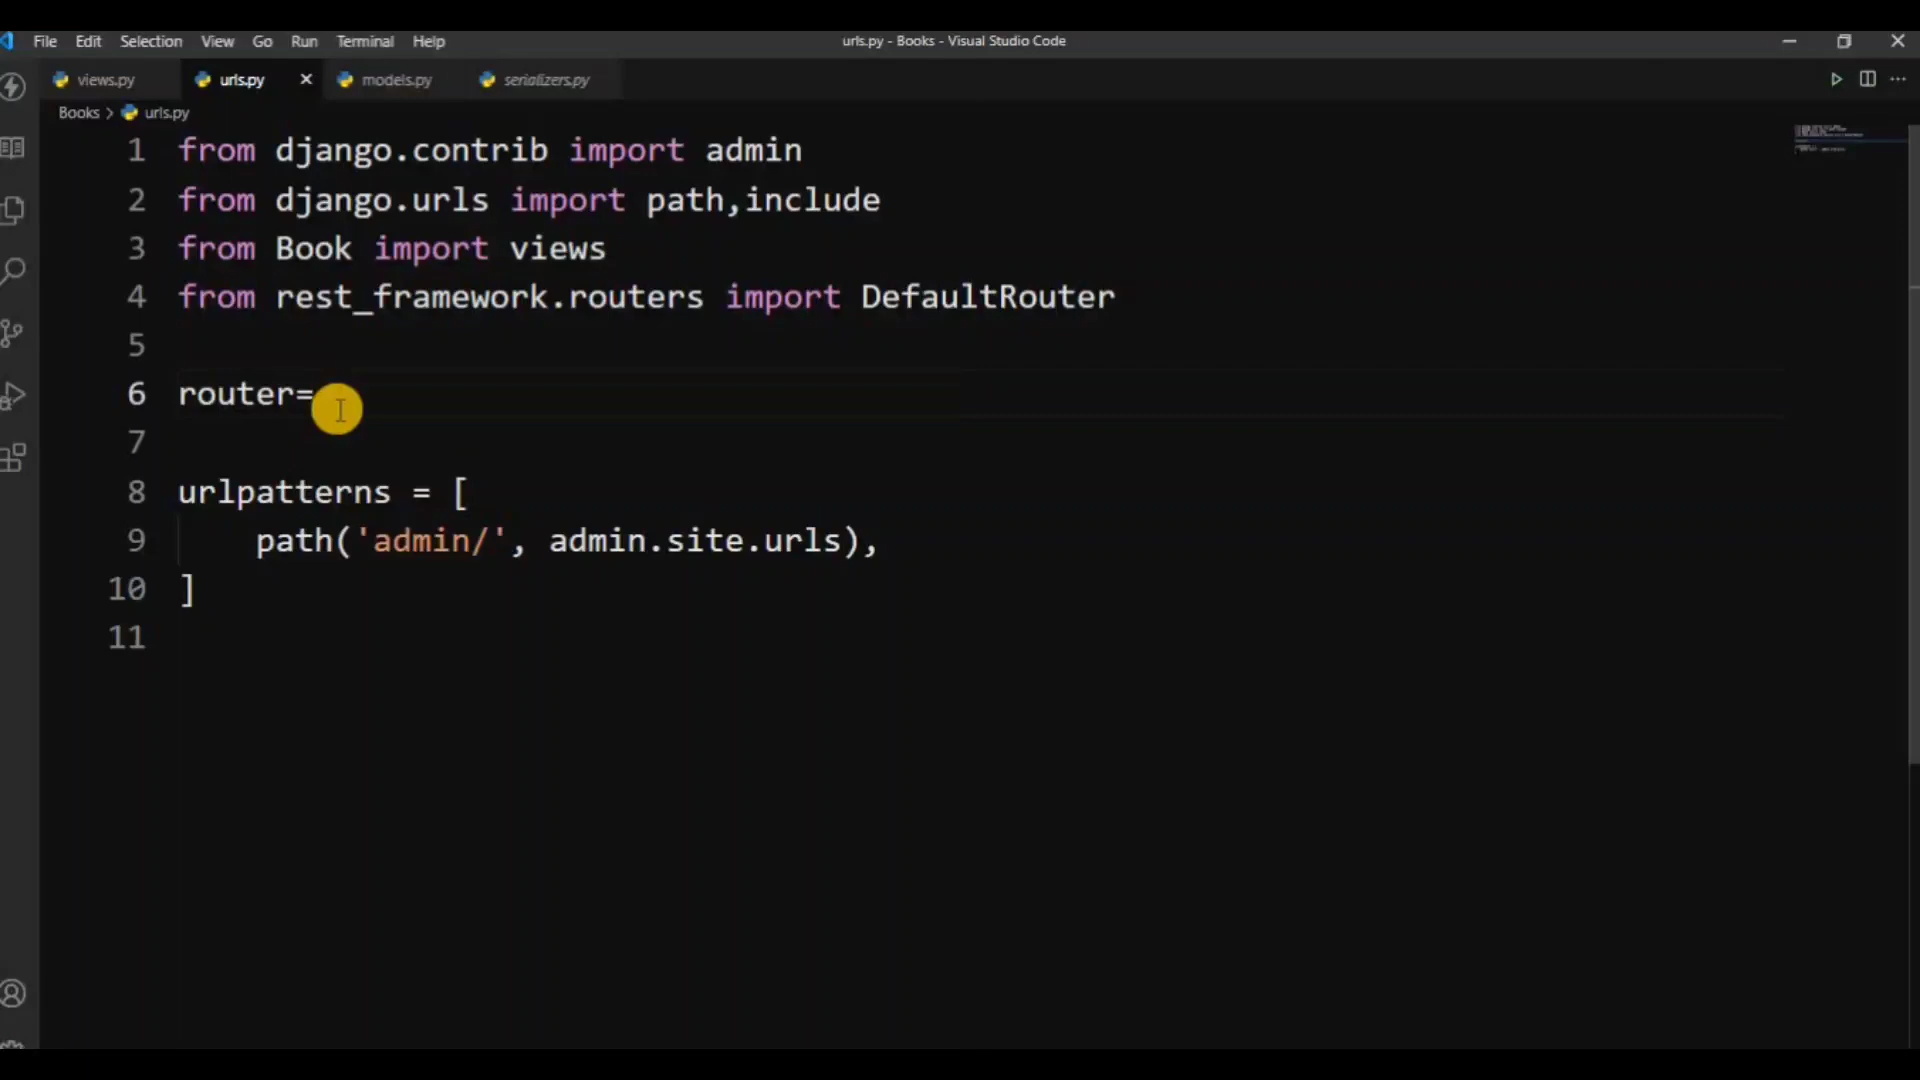 File Edit Selection View Go Run Terminal Help urls.py - Books - Visual Studio Code
views.py urls.py models.py serializers.py
Books > urls.py
1 from django.contrib import admin
2 from django.urls import path,include
3 from Book import views
4 from rest_framework.routers import DefaultRouter
5
6 router=
7
8 urlpatterns = [
9 path('admin/', admin.site.urls),
10 ]
11